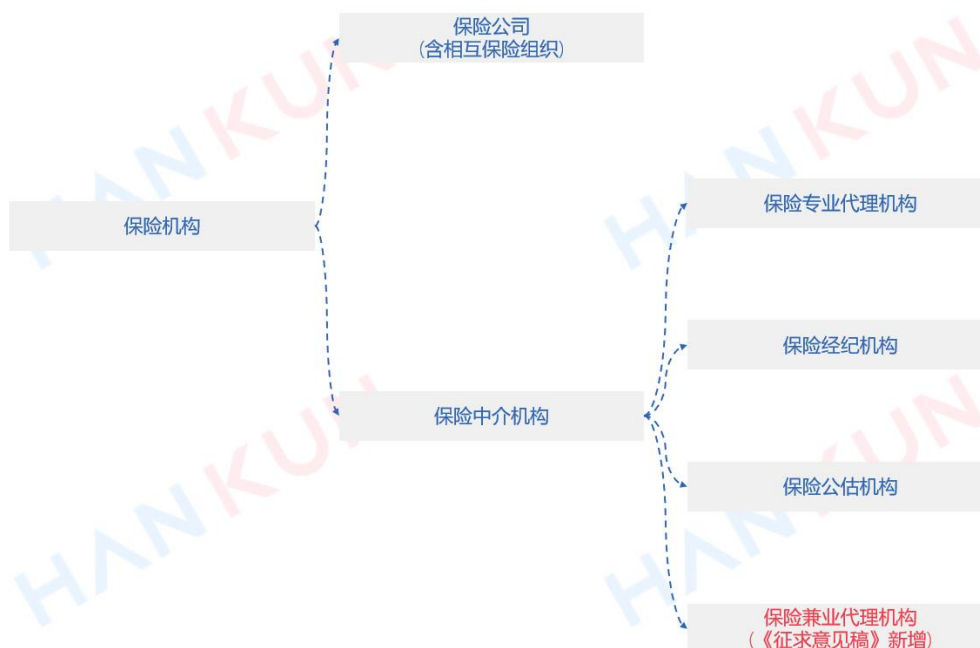 保险公司
(含相互保险组织)
保险机构
保险专业代理机构
保险经纪机构
保险中介机构
保险公估机构
保险兼业代理机构
(《征求意见稿》新增)
HANKUN
HANKUN
HANKUN
HANKUN